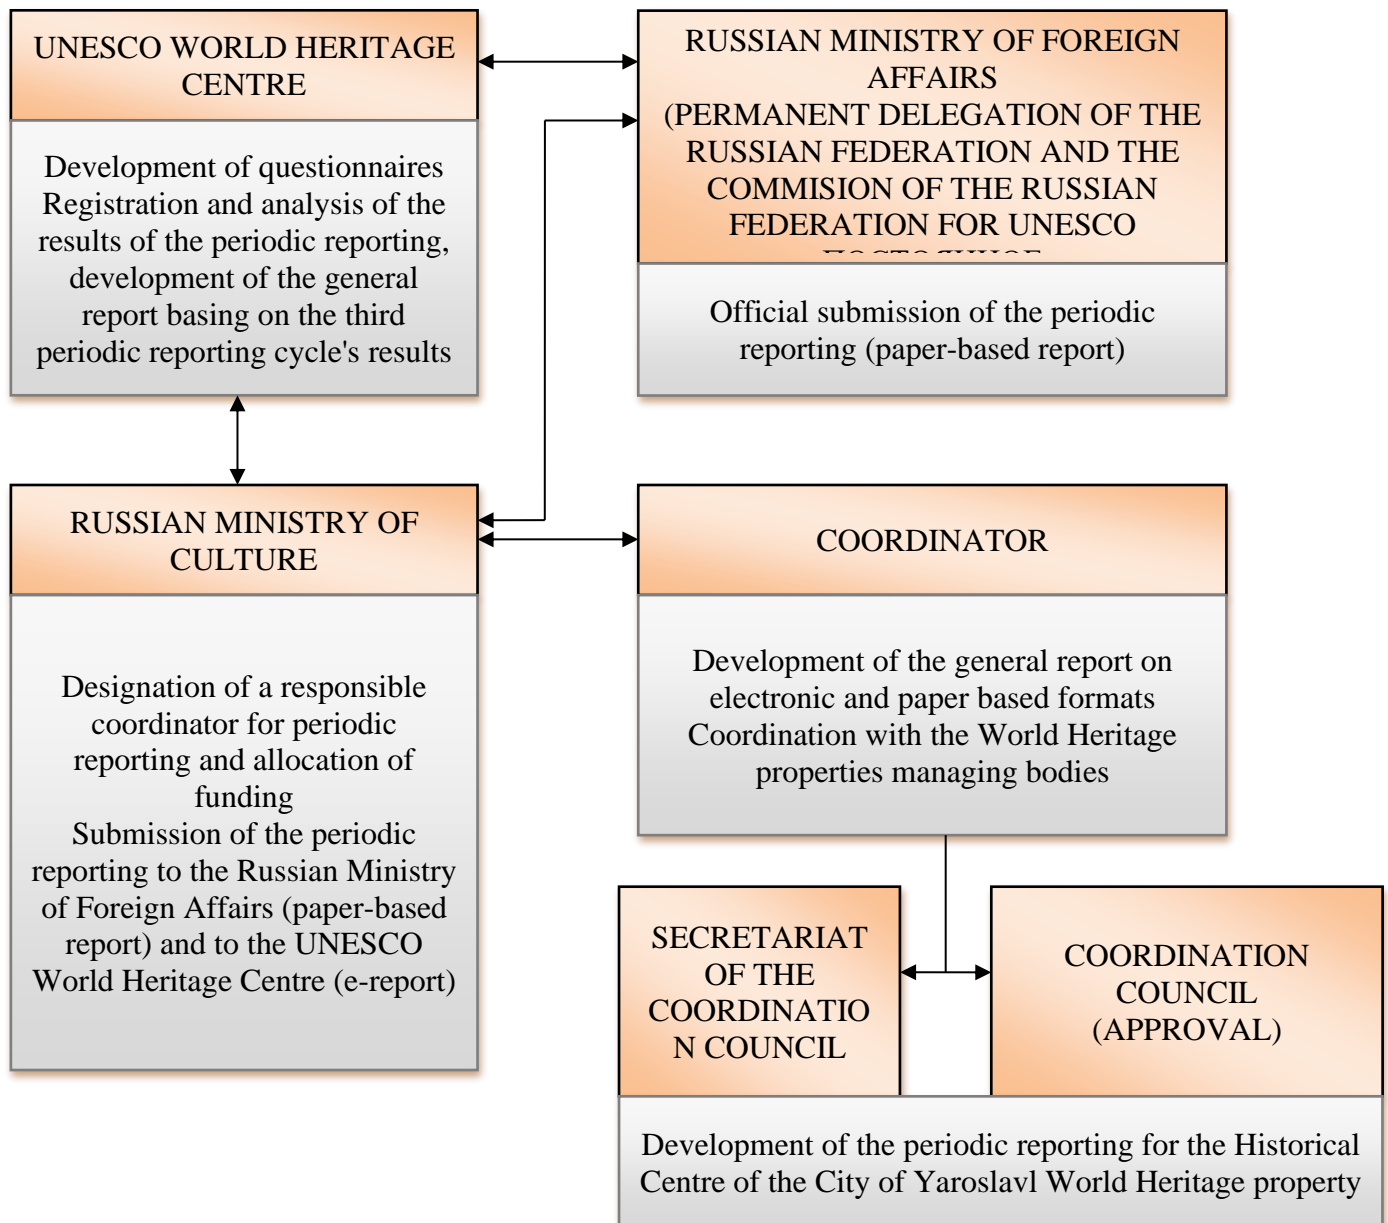 UNESCO WORLD HERITAGE
CENTRE
Development of questionnaires
Registration and analysis of the
results of the periodic reporting,
development of the general
report basing on the third
periodic reporting cycle's results
RUSSIAN MINISTRY OF FOREIGN
AFFAIRS
(PERMANENT DELEGATION OF THE
RUSSIAN FEDERATION AND THE
COMMISION OF THE RUSSIAN
FEDERATION FOR UNESCO
Official submission of the periodic
reporting (paper-based report)
RUSSIAN MINISTRY OF
CULTURE
Designation of a responsible
coordinator for periodic
reporting and allocation of
funding
Submission of the periodic
reporting to the Russian Ministry
of Foreign Affairs (paper-based
report) and to the UNESCO
World Heritage Centre (e-report)
COORDINATOR
Development of the general report on
electronic and paper based formats
Coordination with the World Heritage
properties managing bodies
SECRETARIAT
OF THE
COORDINATIO
N COUNCIL
COORDINATION
COUNCIL
(APPROVAL)
Development of the periodic reporting for the Historical
Centre of the City of Yaroslavl World Heritage property